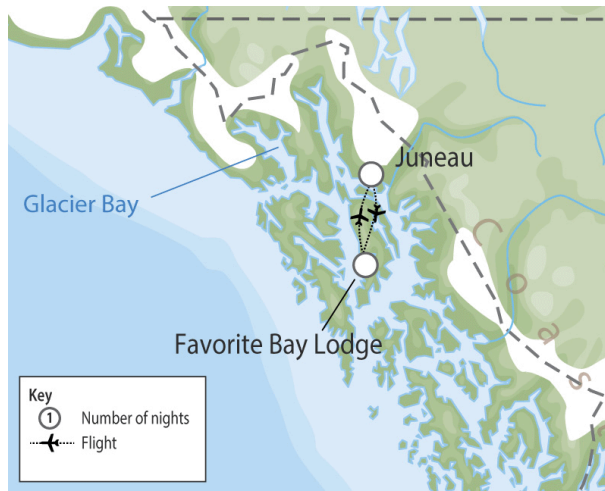 Juneau
Glacier Bay
C o a s
Favorite Bay Lodge
Key
1 Number of nights
Flight